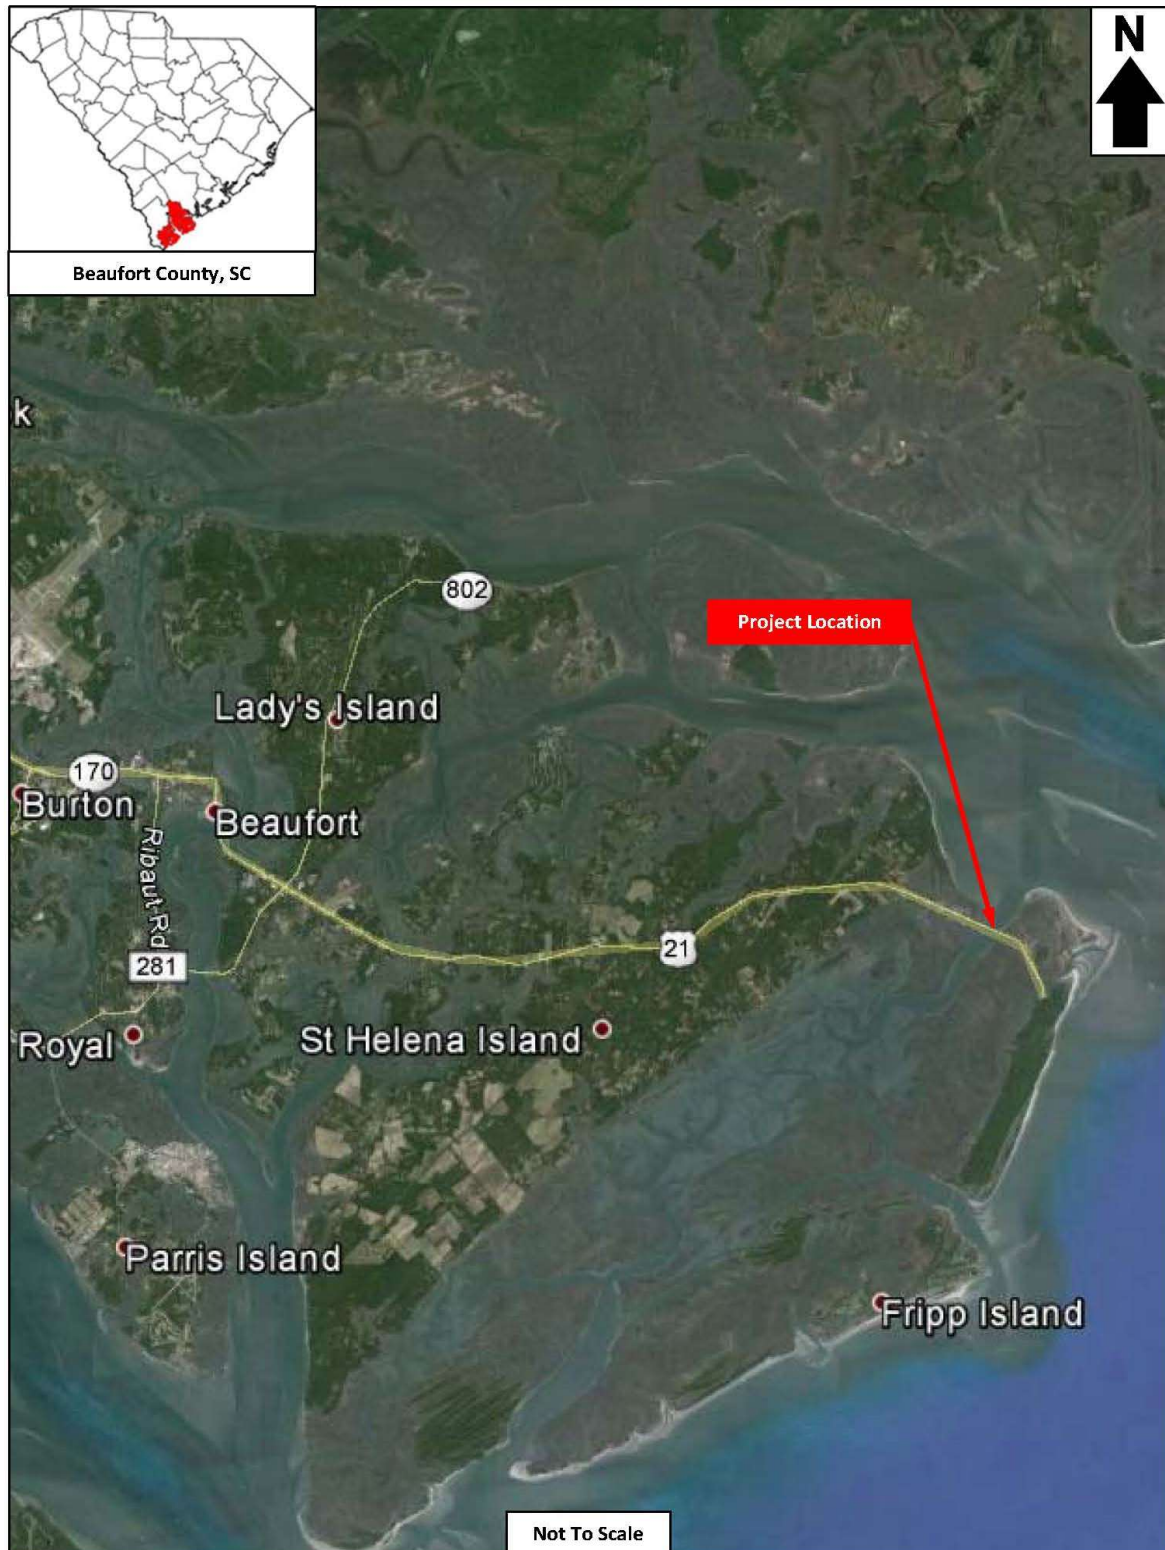 N
Beaufort County, SC
k
802
Project Location
Lady's Island
170
Burton
Beaufort
Ribaut Rd
21
281
Royal
St Helena Island
Parris Island
Fripp Island
Not To Scale